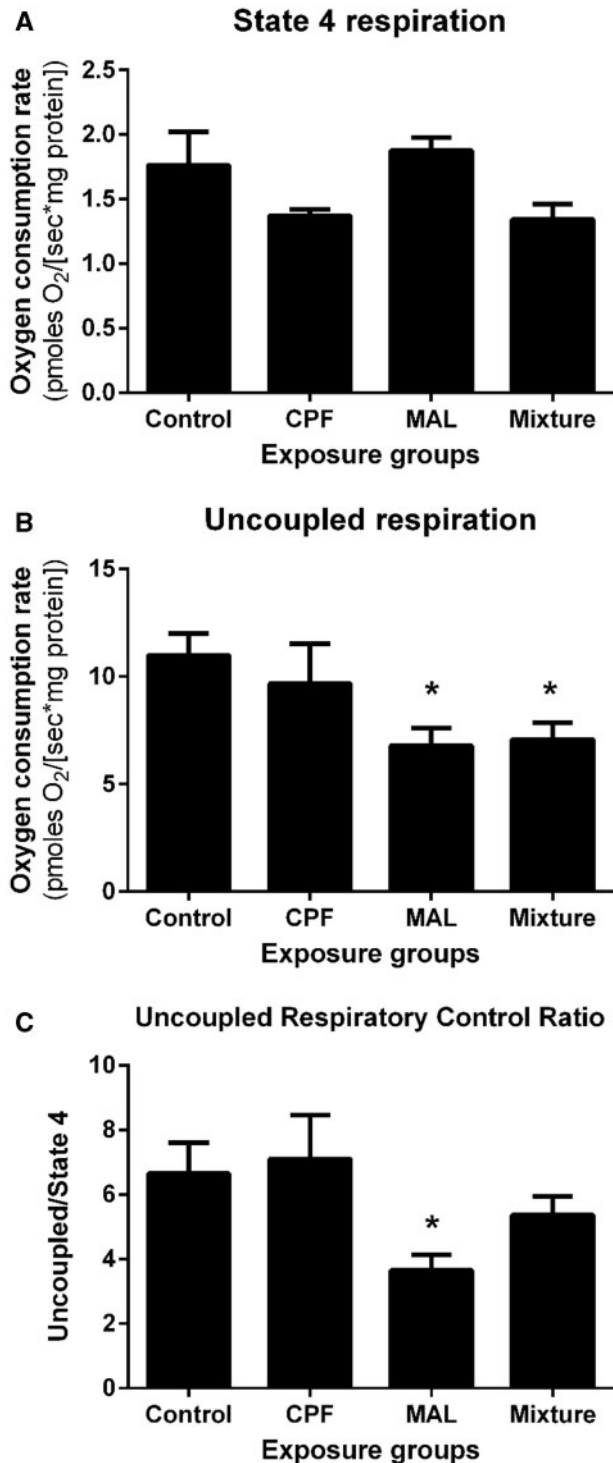 A State 4 respiration
Oxygen consumption rate
(pmoles O₂/[sec*mg protein])
2.5
2.0
1.5
1.0
0.5
0.0
Control CPF MAL Mixture
Exposure groups
B Uncoupled respiration
Oxygen consumption rate
(pmoles O₂/[sec*mg protein])
15
10
5
0
* *
Control CPF MAL Mixture
Exposure groups
C Uncoupled Respiratory Control Ratio
Uncoupled/State 4
10
8
6
4
2
0
*
Control CPF MAL Mixture
Exposure groups